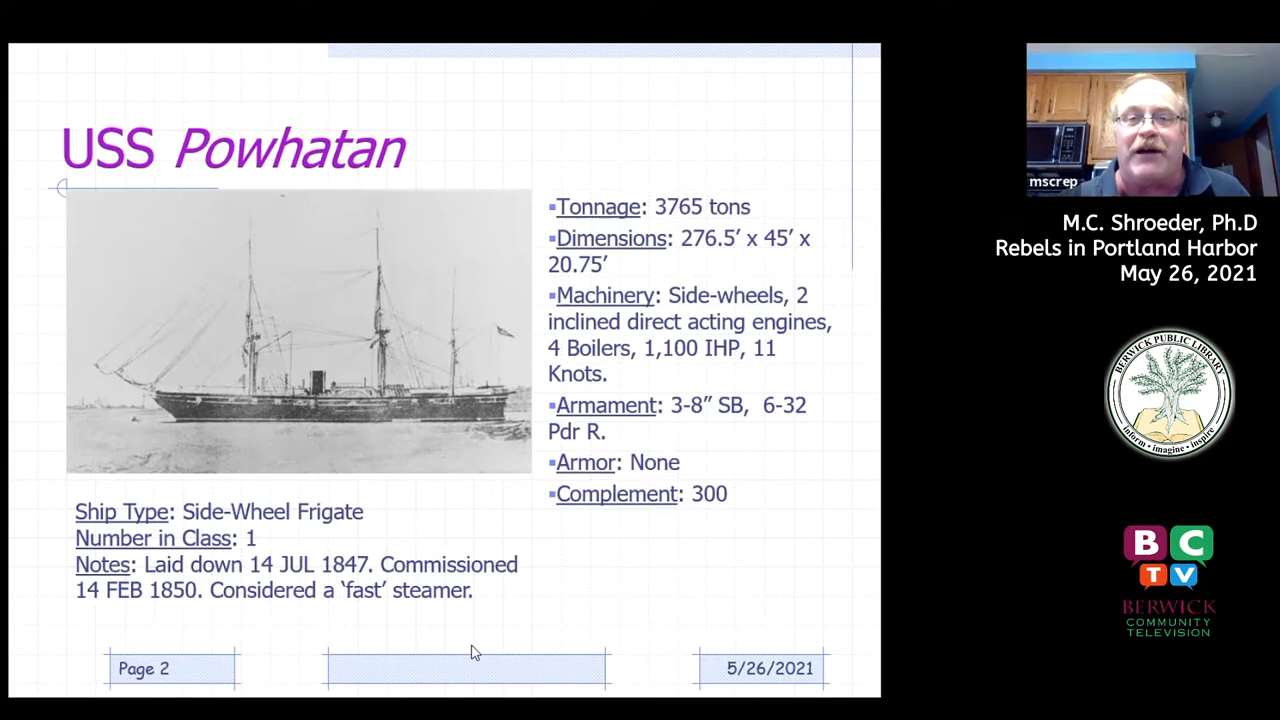 USS Powhatan
▪Tonnage: 3765 tons
▪Dimensions: 276.5’ x 45’ x
20.75’
▪Machinery: Side-wheels, 2
inclined direct acting engines,
4 Boilers, 1,100 IHP, 11
Knots.
▪Armament: 3-8” SB, 6-32
Pdr R.
▪Armor: None
▪Complement: 300
Ship Type: Side-Wheel Frigate
Number in Class: 1
Notes: Laid down 14 JUL 1847. Commissioned
14 FEB 1850. Considered a ‘fast’ steamer.
Page 2
5/26/2021
mscrep
M.C. Shroeder, Ph.D
Rebels in Portland Harbor
May 26, 2021
BERWICK PUBLIC LIBRARY
inform • imagine • inspire
BC
TV
BERWICK
COMMUNITY
TELEVISION